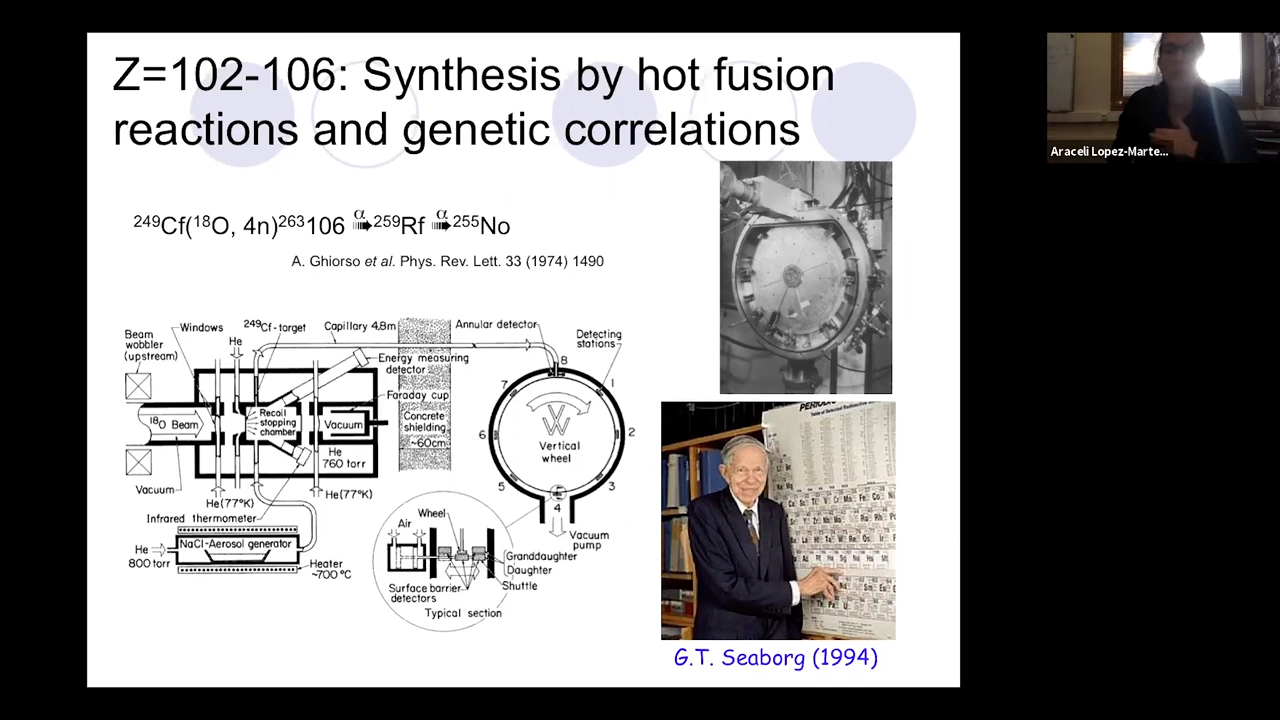 Z=102-106: Synthesis by hot fusion
reactions and genetic correlations
²⁴⁹Cf(¹⁸O, 4n)²⁶³106 α ²⁵⁹Rf α ²⁵⁵No
A. Ghiorso et al. Phys. Rev. Lett. 33 (1974) 1490
Beam
wobbler
(upstream)
Windows
He
²⁴⁹Cf-target
Capillary 4.8m
Annular detector
Detecting
stations
Energy measuring
detector
Faraday cup
Concrete
shielding
~60cm
¹⁸O Beam
Recoil
stopping
chamber
Vacuum
He
760 torr
Vacuum
He(77°K)
He(77°K)
Infrared thermometer
NaCl-Aerosol generator
He
800 torr
Heater
~700°C
8
1
2
3
4
5
6
7
W
Vertical
wheel
Vacuum
pump
Wheel
Air
Granddaughter
Daughter
Shuttle
Surface barrier
detectors
Typical section
PERIODIC
Table of Selected Radioactive
G.T. Seaborg (1994)
Araceli Lopez-Marte...